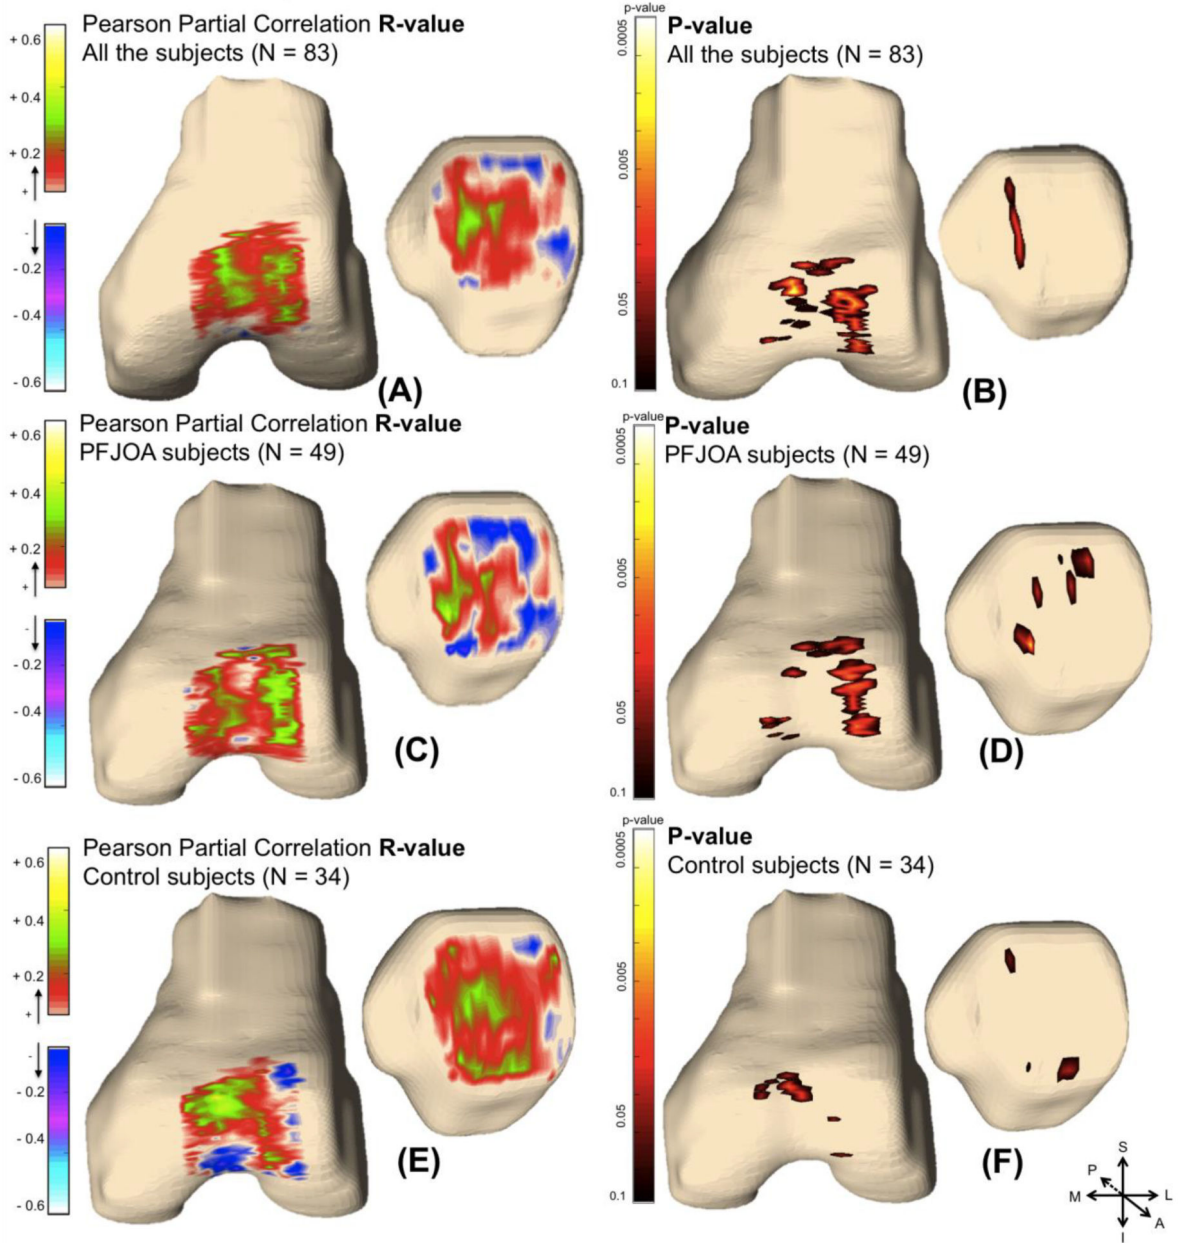 Pearson Partial Correlation R-value
All the subjects (N = 83)
+ 0.6
+ 0.4
+ 0.2
+
-
- 0.2
- 0.4
- 0.6
(A)
p-value
P-value
All the subjects (N = 83)
0.0005
0.005
0.05
0.1
(B)
Pearson Partial Correlation R-value
PFJOA subjects (N = 49)
+ 0.6
+ 0.4
+ 0.2
+
-
- 0.2
- 0.4
- 0.6
(C)
p-value
P-value
PFJOA subjects (N = 49)
0.0005
0.005
0.05
0.1
(D)
Pearson Partial Correlation R-value
Control subjects (N = 34)
+ 0.6
+ 0.4
+ 0.2
+
-
- 0.2
- 0.4
- 0.6
(E)
p-value
P-value
Control subjects (N = 34)
0.0005
0.005
0.05
0.1
(F)
S
P
M
L
A
I